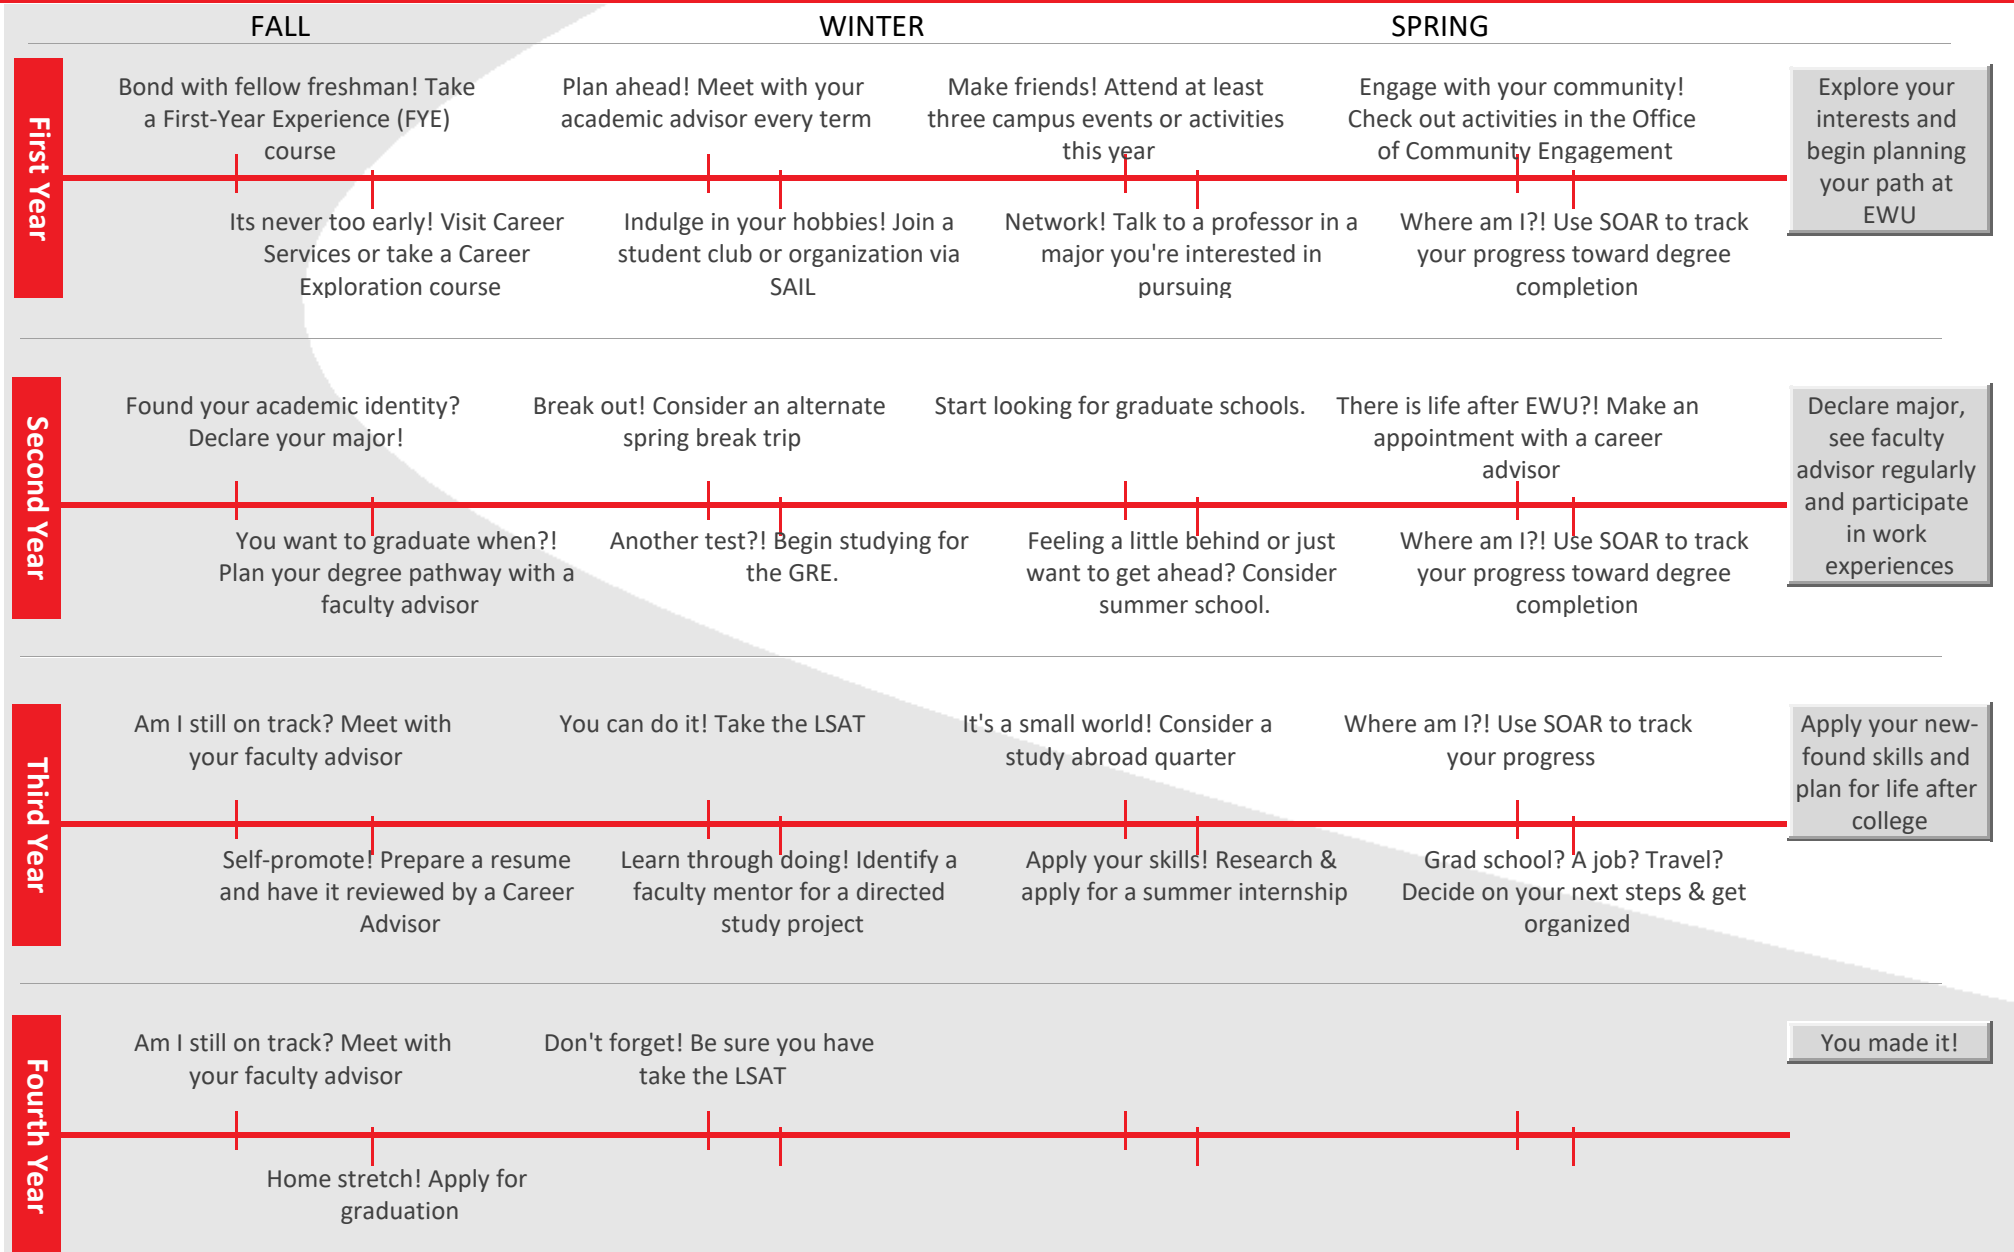 FALL
WINTER
SPRING
First Year
Bond with fellow freshman! Take
a First-Year Experience (FYE)
course
Plan ahead! Meet with your
academic advisor every term
Make friends! Attend at least
three campus events or activities
this year
Engage with your community!
Check out activities in the Office
of Community Engagement
Its never too early! Visit Career
Services or take a Career
Exploration course
Indulge in your hobbies! Join a
student club or organization via
SAIL
Network! Talk to a professor in a
major you're interested in
pursuing
Where am I?! Use SOAR to track
your progress toward degree
completion
Explore your
interests and
begin planning
your path at
EWU
Second Year
Found your academic identity?
Declare your major!
Break out! Consider an alternate
spring break trip
Start looking for graduate schools.
There is life after EWU?! Make an
appointment with a career
advisor
You want to graduate when?!
Plan your degree pathway with a
faculty advisor
Another test?! Begin studying for
the GRE.
Feeling a little behind or just
want to get ahead? Consider
summer school.
Where am I?! Use SOAR to track
your progress toward degree
completion
Declare major,
see faculty
advisor regularly
and participate
in work
experiences
Third Year
Am I still on track? Meet with
your faculty advisor
You can do it! Take the LSAT
It's a small world! Consider a
study abroad quarter
Where am I?! Use SOAR to track
your progress
Self-promote! Prepare a resume
and have it reviewed by a Career
Advisor
Learn through doing! Identify a
faculty mentor for a directed
study project
Apply your skills! Research &
apply for a summer internship
Grad school? A job? Travel?
Decide on your next steps & get
organized
Apply your new-
found skills and
plan for life after
college
Fourth Year
Am I still on track? Meet with
your faculty advisor
Don't forget! Be sure you have
take the LSAT
Home stretch! Apply for
graduation
You made it!